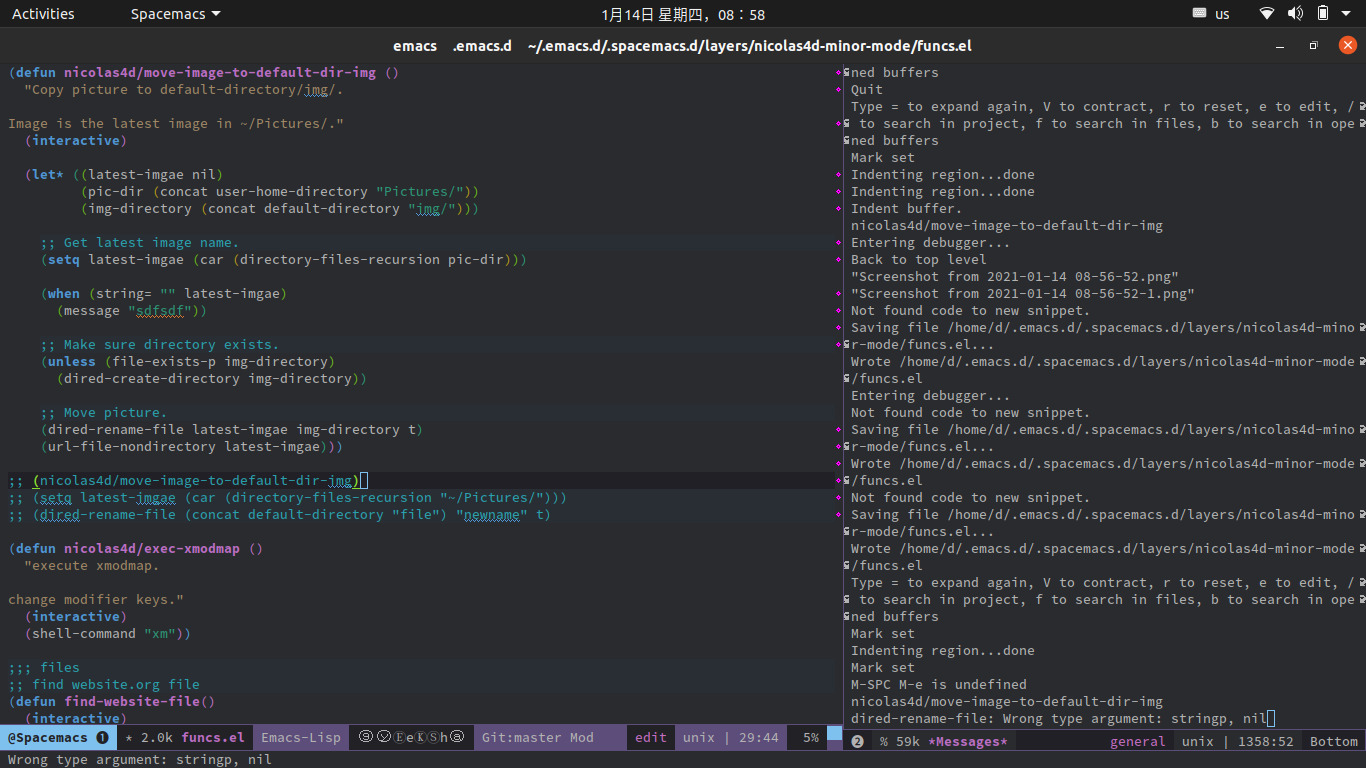 Activities
Spacemacs
1月14日 星期四，08：58
us
emacs .emacs.d ~/.emacs.d/.spacemacs.d/layers/nicolas4d-minor-mode/funcs.el
(defun nicolas4d/move-image-to-default-dir-img ()
"Copy picture to default-directory/img/.
Image is the latest image in ~/Pictures/."
(interactive)
(let* ((latest-imgae nil)
(pic-dir (concat user-home-directory "Pictures/"))
(img-directory (concat default-directory "img/")))
;; Get latest image name.
(setq latest-imgae (car (directory-files-recursion pic-dir)))
(when (string= "" latest-imgae)
(message "sdfsdf"))
;; Make sure directory exists.
(unless (file-exists-p img-directory)
(dired-create-directory img-directory))
;; Move picture.
(dired-rename-file latest-imgae img-directory t)
(url-file-nondirectory latest-imgae)))
;; (nicolas4d/move-image-to-default-dir-img)
;; (setq latest-imgae (car (directory-files-recursion "~/Pictures/")))
;; (dired-rename-file (concat default-directory "file") "newname" t)
(defun nicolas4d/exec-xmodmap ()
"execute xmodmap.
change modifier keys."
(interactive)
(shell-command "xm"))
;;; files
;; find website.org file
(defun find-website-file()
(interactive)
@Spacemacs ❶ * 2.0k funcs.el Emacs-Lisp Git:master Mod edit unix | 29:44 5%
ned buffers
Quit
Type = to expand again, V to contract, r to reset, e to edit, /
to search in project, f to search in files, b to search in ope
ned buffers
Mark set
Indenting region...done
Indenting region...done
Indent buffer.
nicolas4d/move-image-to-default-dir-img
Entering debugger...
Back to top level
"Screenshot from 2021-01-14 08-56-52.png"
"Screenshot from 2021-01-14 08-56-52-1.png"
Not found code to new snippet.
Saving file /home/d/.emacs.d/.spacemacs.d/layers/nicolas4d-mino
r-mode/funcs.el...
Wrote /home/d/.emacs.d/.spacemacs.d/layers/nicolas4d-minor-mode
/funcs.el
Entering debugger...
Not found code to new snippet.
Saving file /home/d/.emacs.d/.spacemacs.d/layers/nicolas4d-mino
r-mode/funcs.el...
Wrote /home/d/.emacs.d/.spacemacs.d/layers/nicolas4d-minor-mode
/funcs.el
Not found code to new snippet.
Saving file /home/d/.emacs.d/.spacemacs.d/layers/nicolas4d-mino
r-mode/funcs.el...
Wrote /home/d/.emacs.d/.spacemacs.d/layers/nicolas4d-minor-mode
/funcs.el
Type = to expand again, V to contract, r to reset, e to edit, /
to search in project, f to search in files, b to search in ope
ned buffers
Mark set
Indenting region...done
Mark set
M-SPC M-e is undefined
nicolas4d/move-image-to-default-dir-img
dired-rename-file: Wrong type argument: stringp, nil
❷ % 59k *Messages* general unix | 1358:52 Bottom
Wrong type argument: stringp, nil